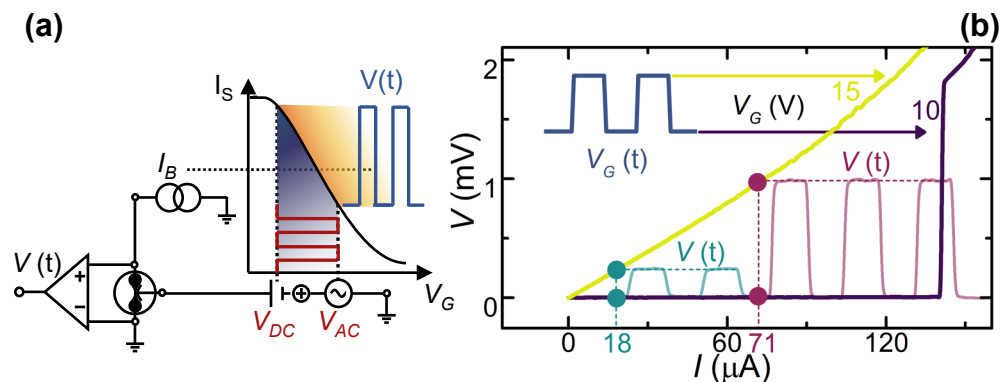 (a)
I_S
V(t)
I_B
V (t)
+
−
V_G
V_DC
V_AC
(b)
2
1
0
V (mV)
15
10
V_G (V)
V_G (t)
V (t)
V (t)
0
18
60
71
120
I (μA)